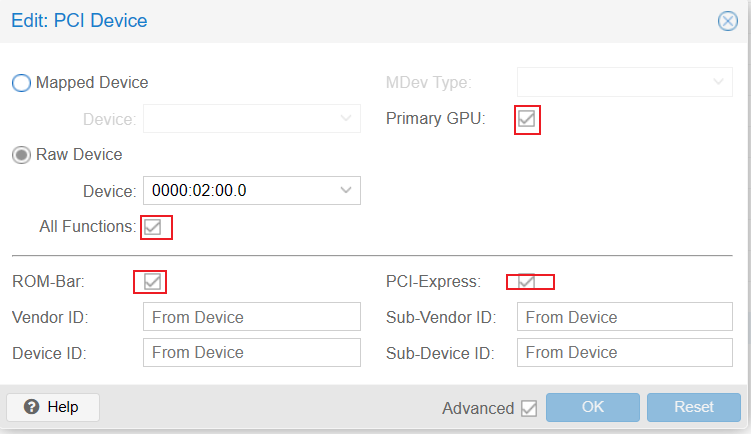 Edit: PCI Device
Mapped Device
MDev Type:
Device:
Primary GPU:
Raw Device
Device: 0000:02:00.0
All Functions:
ROM-Bar:
PCI-Express:
Vendor ID: From Device
Sub-Vendor ID: From Device
Device ID: From Device
Sub-Device ID: From Device
? Help
Advanced
OK
Reset